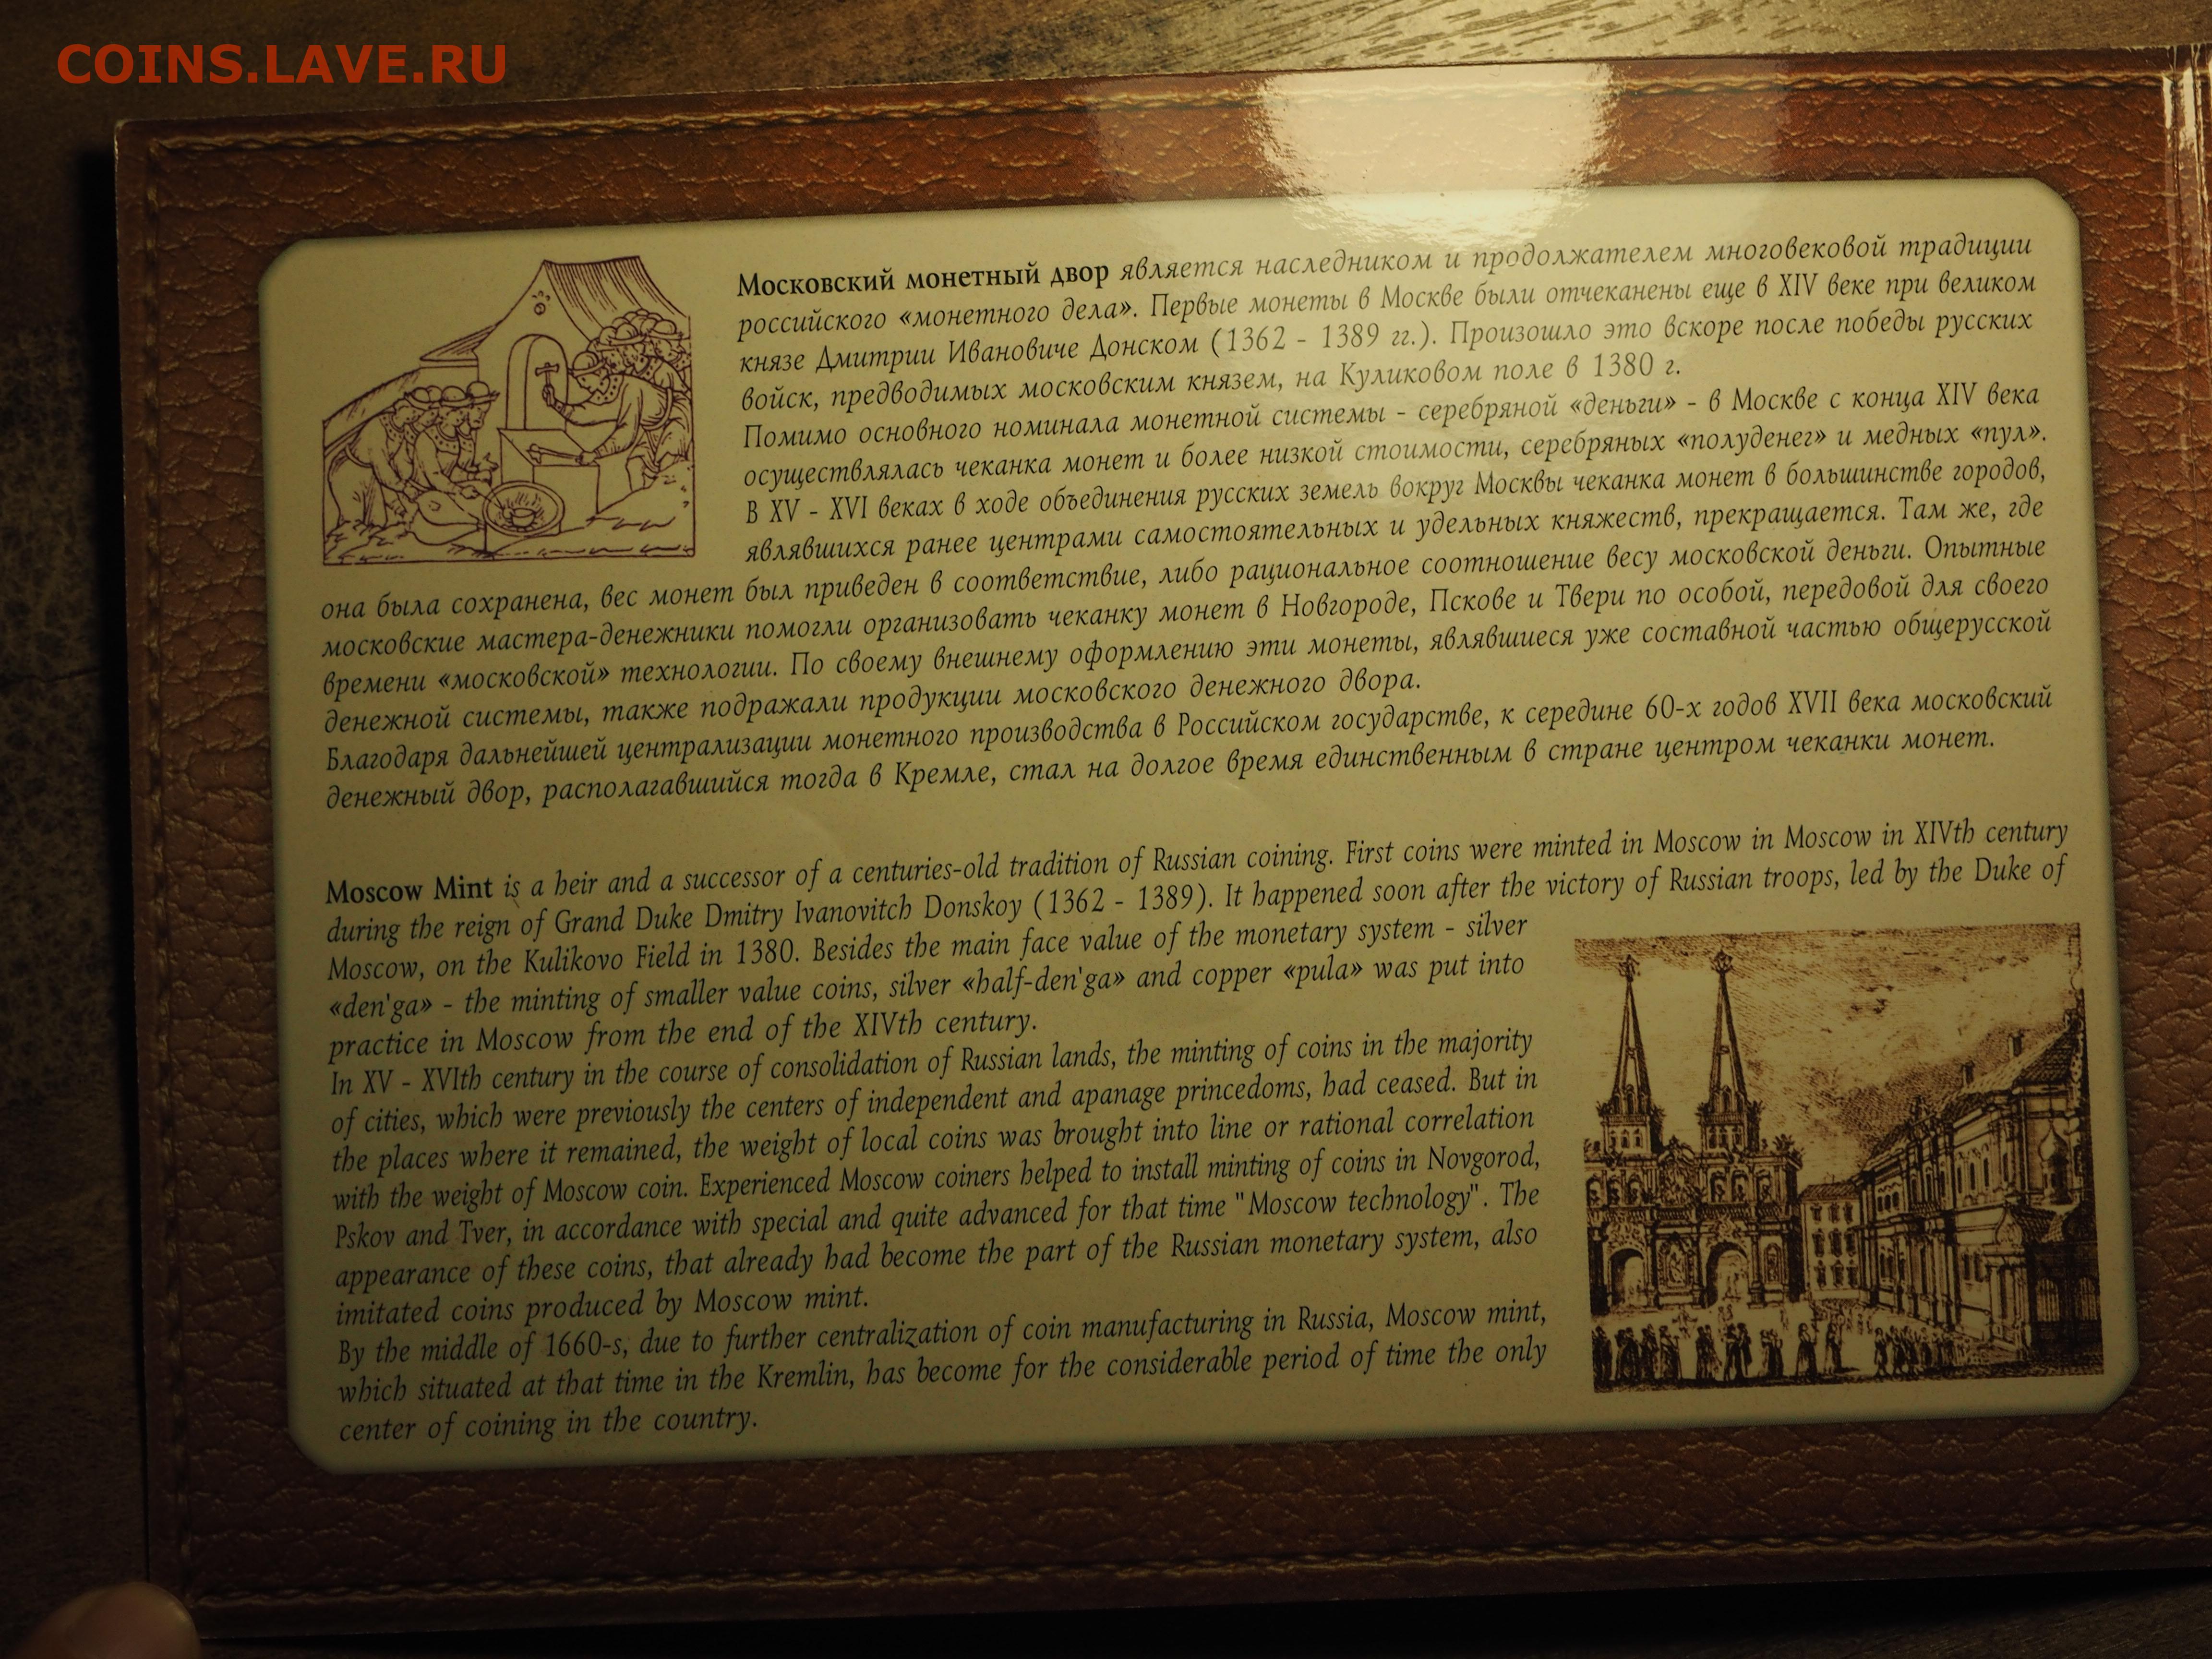 COINS.LAVE.RU
Московский монетный двор является наследником и продолжателем многовековой традиции
российского «монетного дела». Первые монеты в Москве были отчеканены еще в XIV веке при великом
князе Дмитрии Ивановиче Донском (1362 - 1389 гг.). Произошло это вскоре после победы русских
войск, предводимых московским князем, на Куликовом поле в 1380 г.
Помимо основного номинала монетной системы - серебряной «деньги» - в Москве с конца XIV века
осуществлялась чеканка монет и более низкой стоимости, серебряных «полуденег» и медных «пул».
В XV - XVI веках в ходе объединения русских земель вокруг Москвы чеканка монет в большинстве городов,
являвшихся ранее центрами самостоятельных и удельных княжеств, прекращается. Там же, где
она была сохранена, вес монет был приведен в соответствие, либо рациональное соотношение весу московской деньги. Опытные
московские мастера-денежники помогли организовать чеканку монет в Новгороде, Пскове и Твери по особой, передовой для своего
времени «московской» технологии. По своему внешнему оформлению эти монеты, являвшиеся уже составной частью общерусской
денежной системы, также подражали продукции московского денежного двора.
Благодаря дальнейшей централизации монетного производства в Российском государстве, к середине 60-х годов XVII века московский
денежный двор, располагавшийся тогда в Кремле, стал на долгое время единственным в стране центром чеканки монет.
Moscow Mint is a heir and a successor of a centuries-old tradition of Russian coining. First coins were minted in Moscow in Moscow in XIVth century
during the reign of Grand Duke Dmitry Ivanovitch Donskoy (1362 - 1389). It happened soon after the victory of Russian troops, led by the Duke of
Moscow, on the Kulikovo Field in 1380. Besides the main face value of the monetary system - silver
«den'ga» - the minting of smaller value coins, silver «half-den'ga» and copper «pula» was put into
practice in Moscow from the end of the XIVth century.
In XV - XVIth century in the course of consolidation of Russian lands, the minting of coins in the majority
of cities, which were previously the centers of independent and apanage princedoms, had ceased. But in
the places where it remained, the weight of local coins was brought into line or rational correlation
with the weight of Moscow coin. Experienced Moscow coiners helped to install minting of coins in Novgorod,
Pskov and Tver, in accordance with special and quite advanced for that time "Moscow technology". The
appearance of these coins, that already had become the part of the Russian monetary system, also
imitated coins produced by Moscow mint.
By the middle of 1660-s, due to further centralization of coin manufacturing in Russia, Moscow mint,
which situated at that time in the Kremlin, has become for the considerable period of time the only
center of coining in the country.